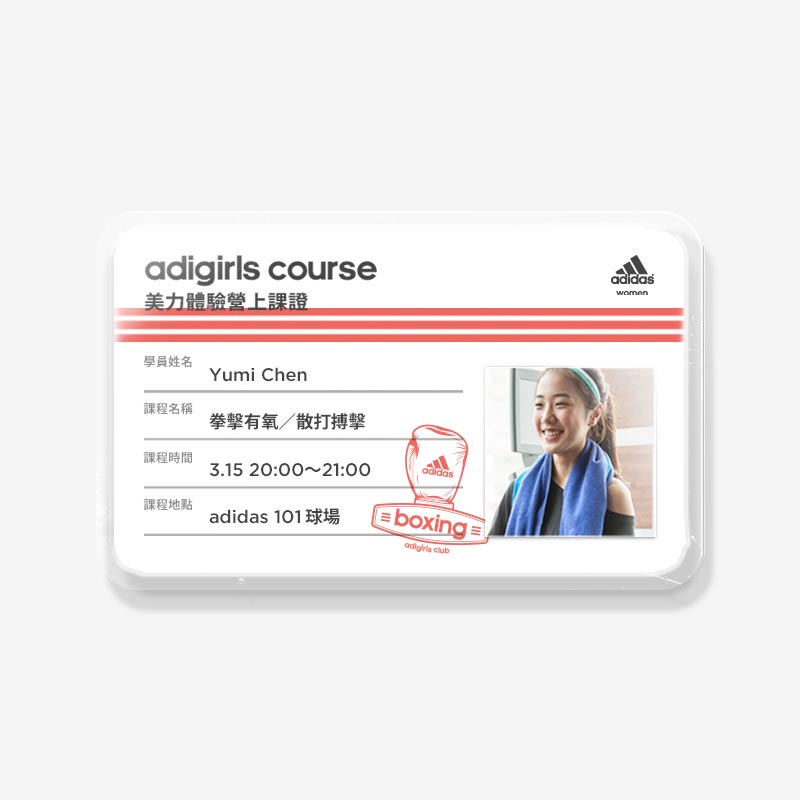 adigirls course
美力體驗營上課證
adidas
women
學員姓名 Yumi Chen
課程名稱 拳擊有氧／散打搏擊
課程時間 3.15 20:00～21:00
課程地點 adidas 101 球場
adidas
boxing
adigirls club